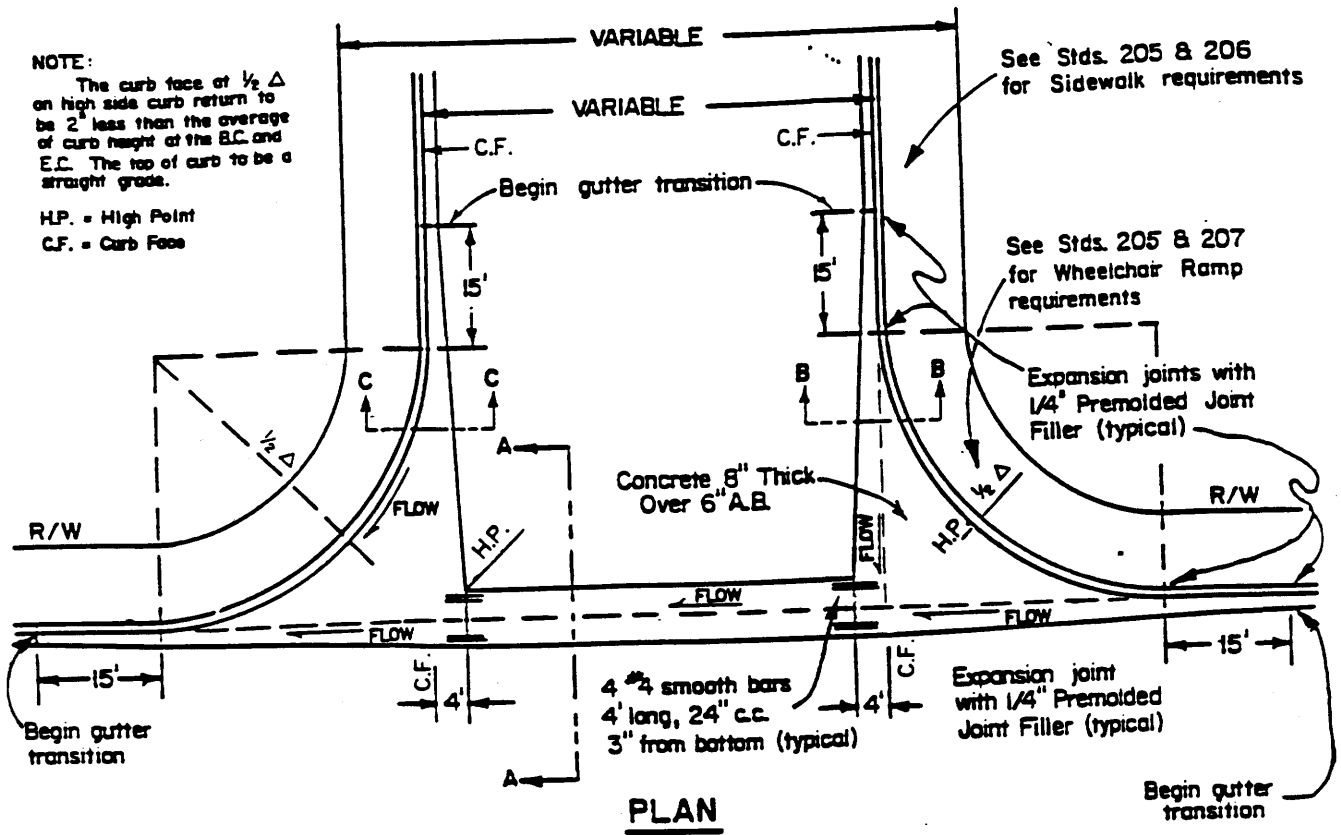 VARIABLE
NOTE:
The curb face at ½ Δ
on high side curb return to
be 2" less than the average
of curb height at the B.C. and
E.C. The top of curb to be a
straight grade.
H.P. = High Point
C.F. = Curb Face
See Stds. 205 & 206
for Sidewalk requirements
VARIABLE
C.F.
C.F.
Begin gutter transition
15'
15'
See Stds. 205 & 207
for Wheelchair Ramp
requirements
C
C
B
B
Expansion joints with
1/4" Premolded Joint
Filler (typical)
½ Δ
A
Concrete 8" Thick
Over 6" A.B.
½ Δ
R/W
R/W
FLOW
H.P.
FLOW
H.P.
FLOW
FLOW
FLOW
15'
C.F.
4'
4 #4 smooth bars
4' long, 24" c.c.
3" from bottom (typical)
4'
C.F.
Expansion joint
with 1/4" Premolded
Joint Filler (typical)
15'
Begin gutter
transition
A
Begin gutter
transition
PLAN